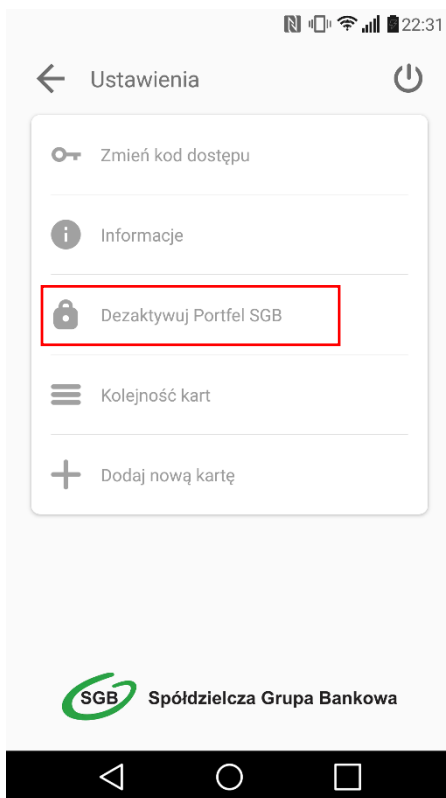 22:31
Ustawienia
Zmień kod dostępu
Informacje
Dezaktywuj Portfel SGB
Kolejność kart
Dodaj nową kartę
SGB Spółdzielcza Grupa Bankowa